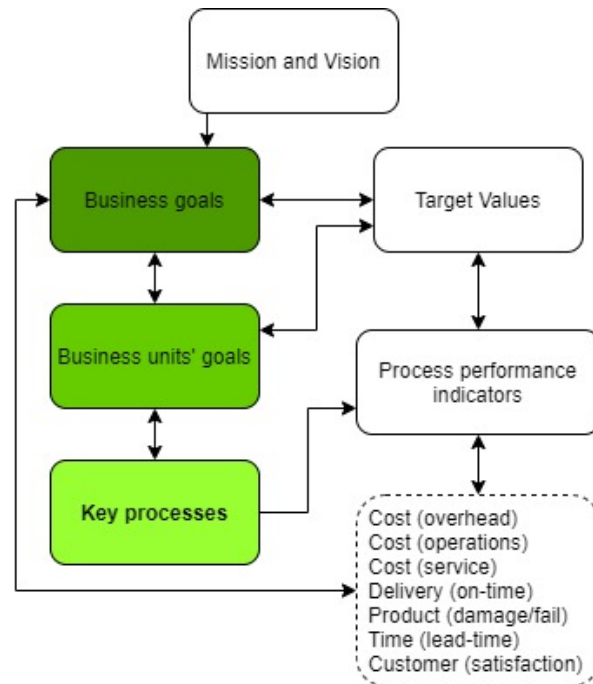 Mission and Vision
Business goals
Target Values
Business units' goals
Process performance
indicators
Key processes
Cost (overhead)
Cost (operations)
Cost (service)
Delivery (on-time)
Product (damage/fail)
Time (lead-time)
Customer (satisfaction)